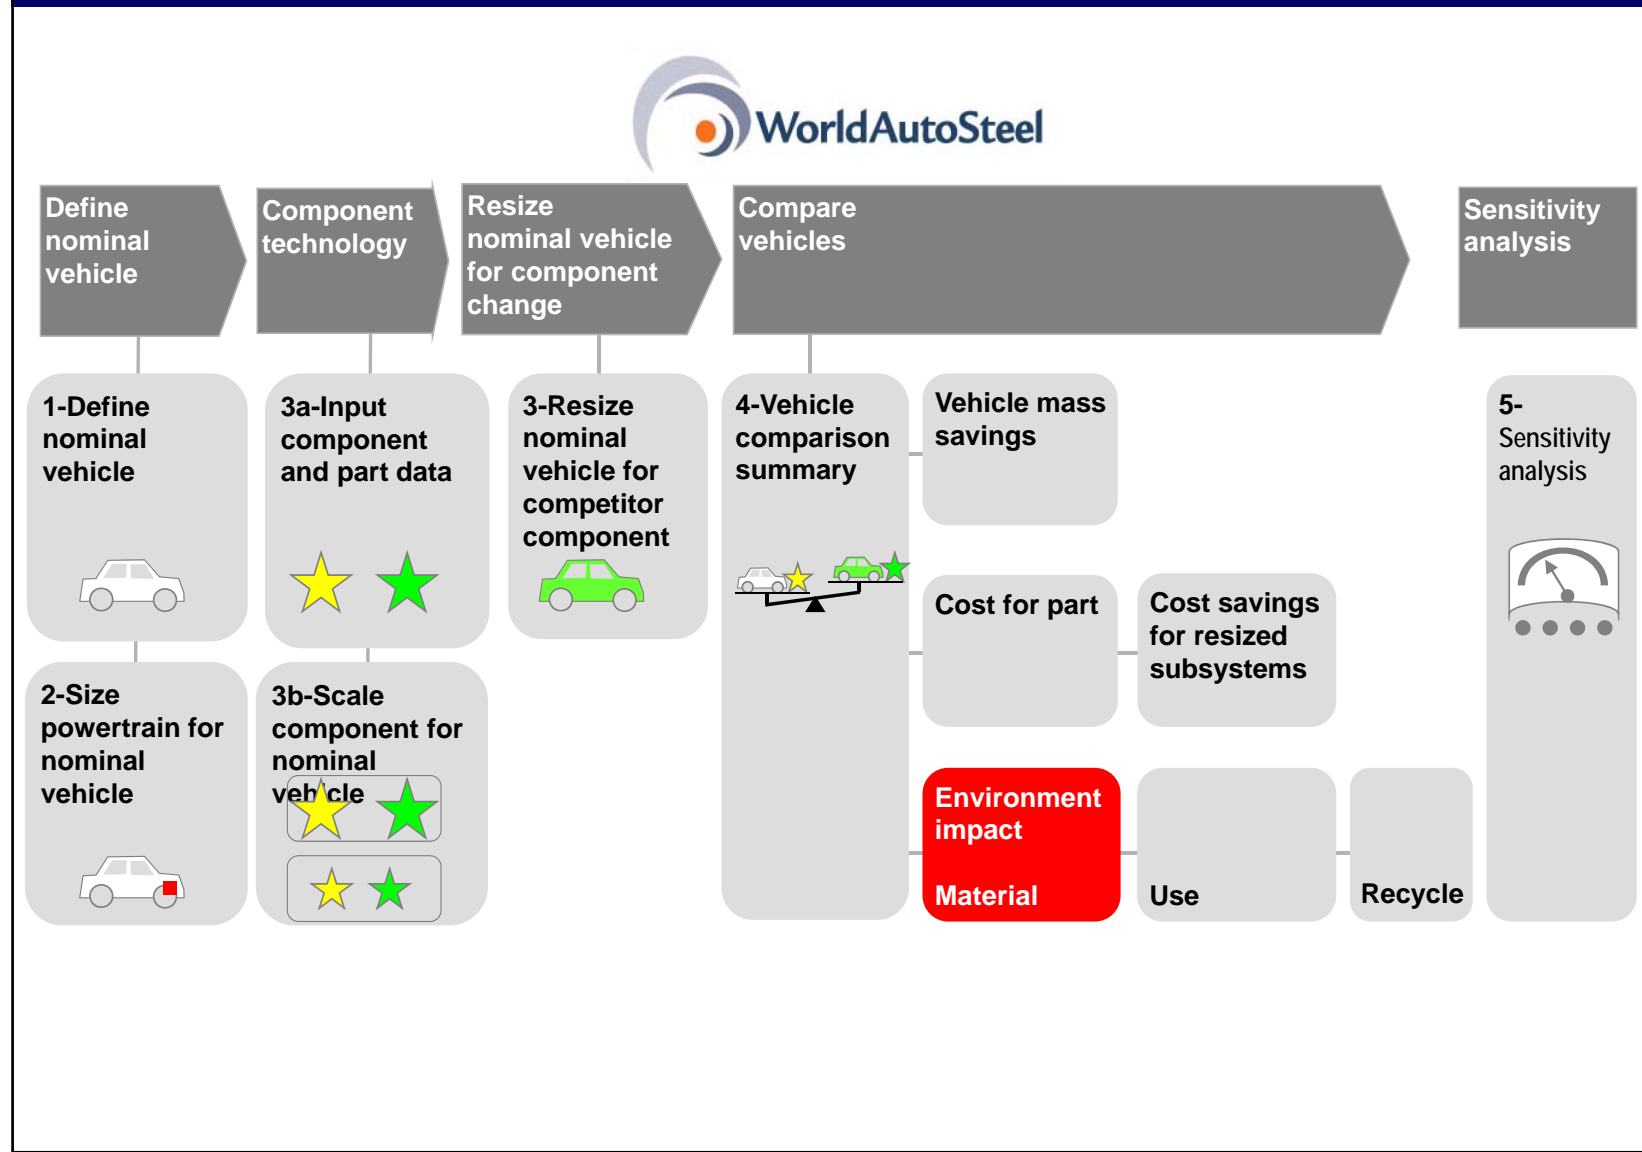 WorldAutoSteel
Define
nominal
vehicle
Component
technology
Resize
nominal vehicle
for component
change
Compare
vehicles
Sensitivity
analysis
1-Define
nominal
vehicle
3a-Input
component
and part data
3-Resize
nominal
vehicle for
competitor
component
4-Vehicle
comparison
summary
Vehicle mass
savings
5-
Sensitivity
analysis
Cost for part
Cost savings
for resized
subsystems
2-Size
powertrain for
nominal
vehicle
3b-Scale
component for
nominal
vehicle
Environment
impact
Material
Use
Recycle